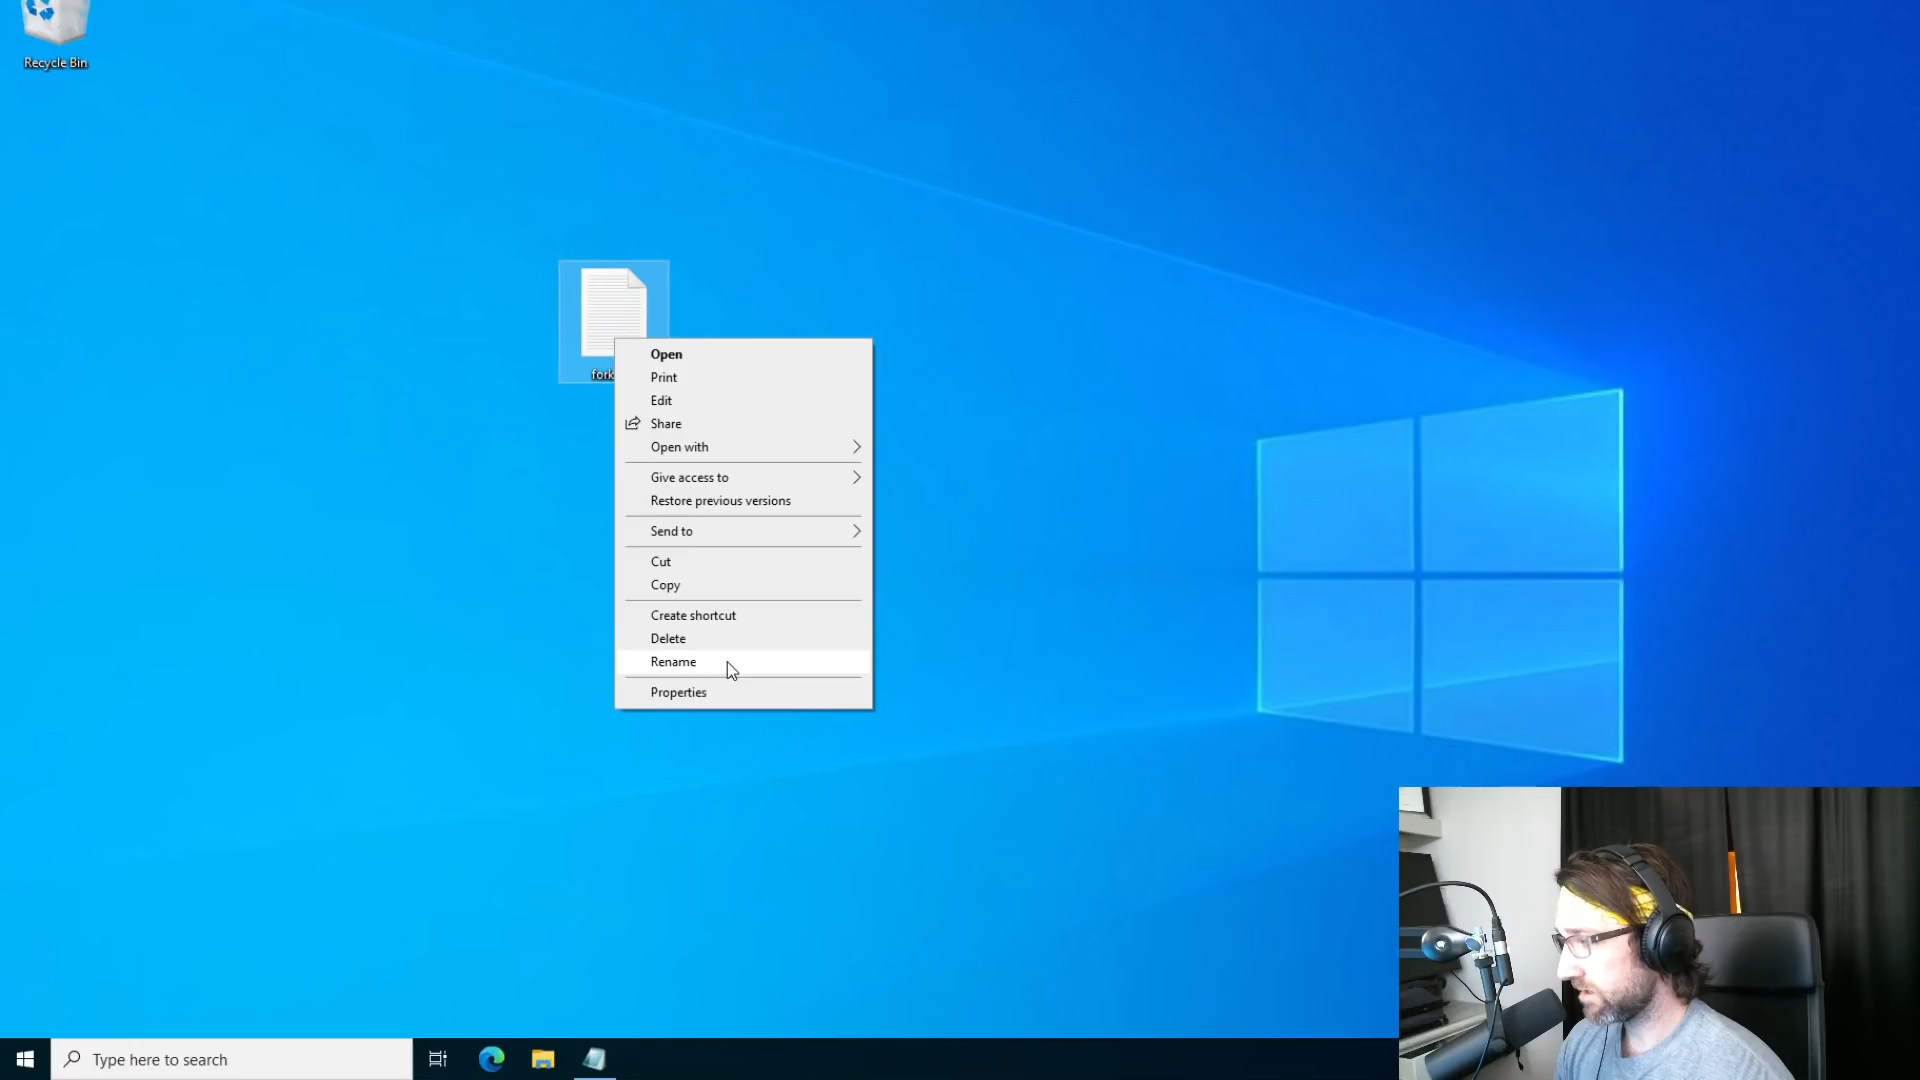 Recycle Bin
fork
Open
Print
Edit
Share
Open with
Give access to
Restore previous versions
Send to
Cut
Copy
Create shortcut
Delete
Rename
Properties
Type here to search